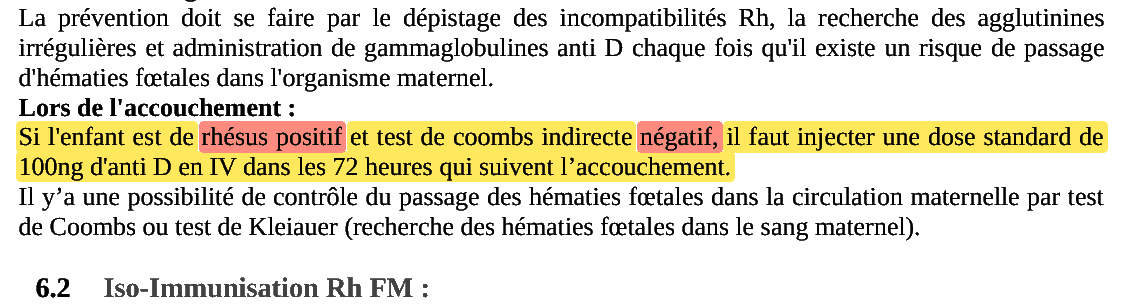 La prévention doit se faire par le dépistage des incompatibilités Rh, la recherche des agglutinines
irrégulières et administration de gammaglobulines anti D chaque fois qu'il existe un risque de passage
d'hématies fœtales dans l'organisme maternel.
Lors de l'accouchement :
Si l'enfant est de rhésus positif et test de coombs indirecte négatif, il faut injecter une dose standard de
100ng d'anti D en IV dans les 72 heures qui suivent l’accouchement.
Il y’a une possibilité de contrôle du passage des hématies fœtales dans la circulation maternelle par test
de Coombs ou test de Kleiauer (recherche des hématies fœtales dans le sang maternel).
6.2 Iso-Immunisation Rh FM :